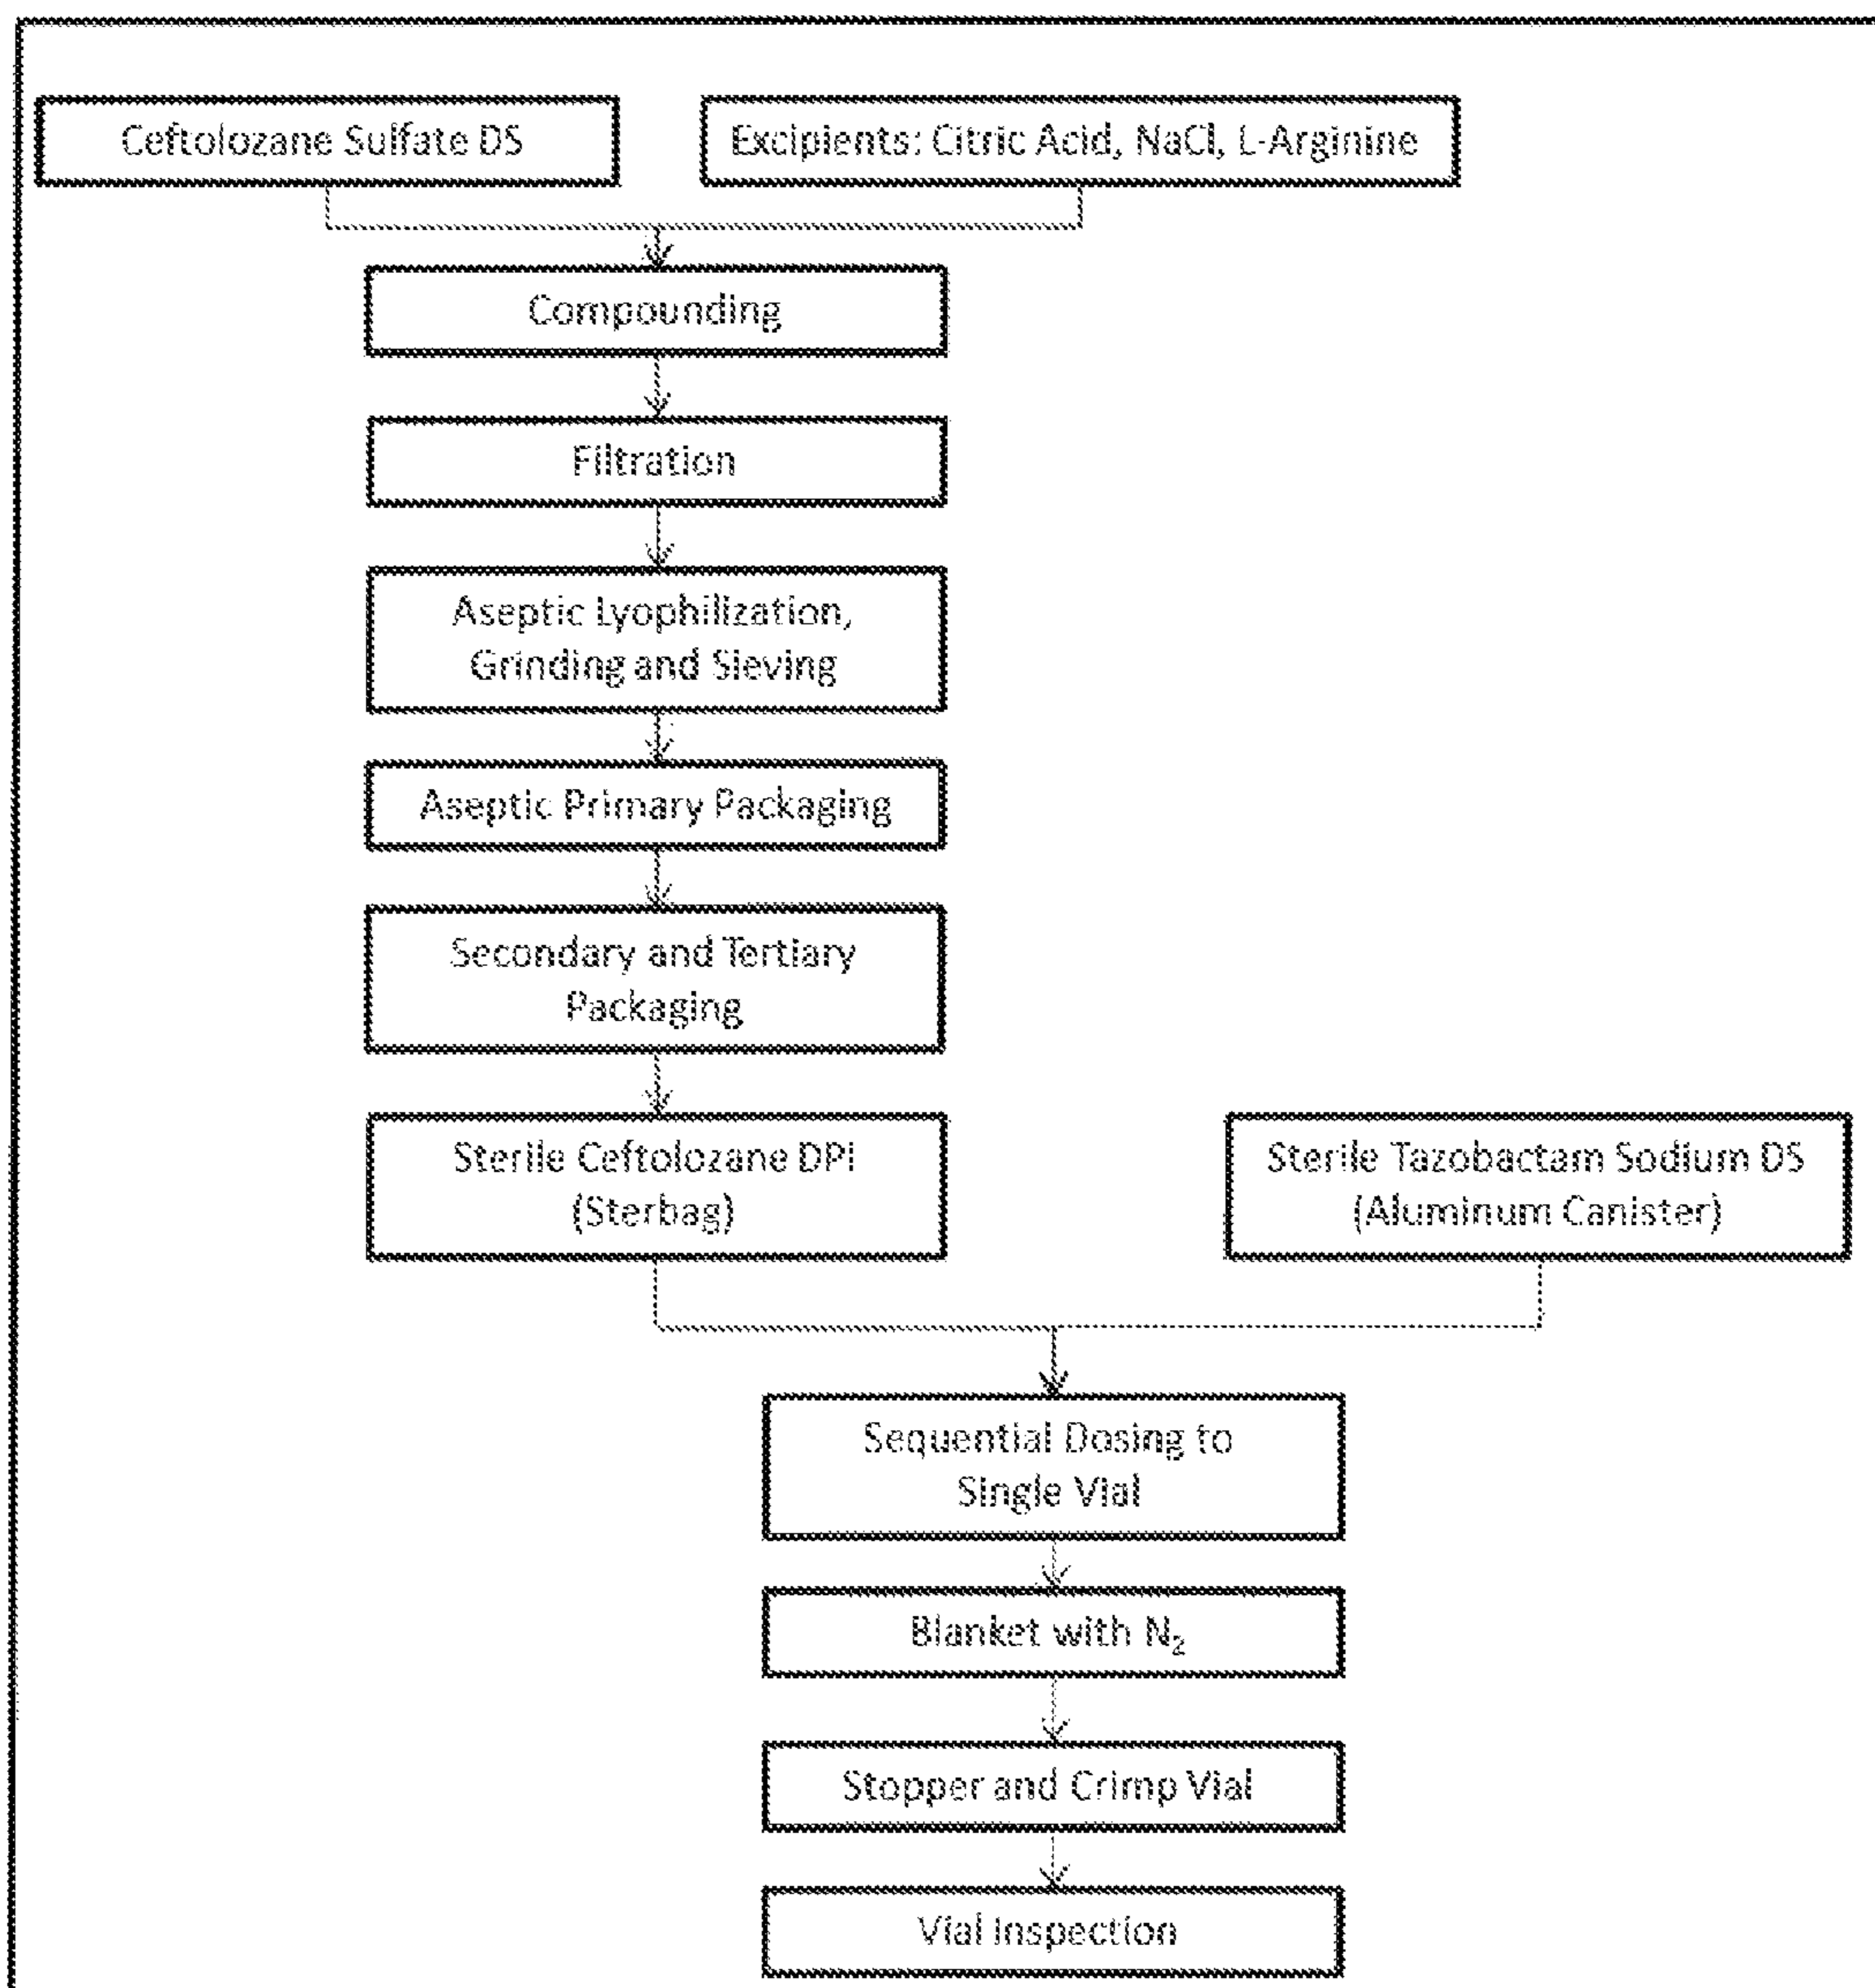 Ceftolozane Sulfate DS
Excipients: Citric Acid, NaCl, L-Arginine
Compounding
Filtration
Aseptic Lyophilization,
Grinding and Sieving
Aseptic Primary Packaging
Secondary and Tertiary
Packaging
Sterile Ceftolozane DPI
(Sterbag)
Sterile Tazobactam Sodium DS
(Aluminum Canister)
Sequential Dosing to
Single Vial
Blanket with N₂
Stopper and Crimp Vial
Vial Inspection